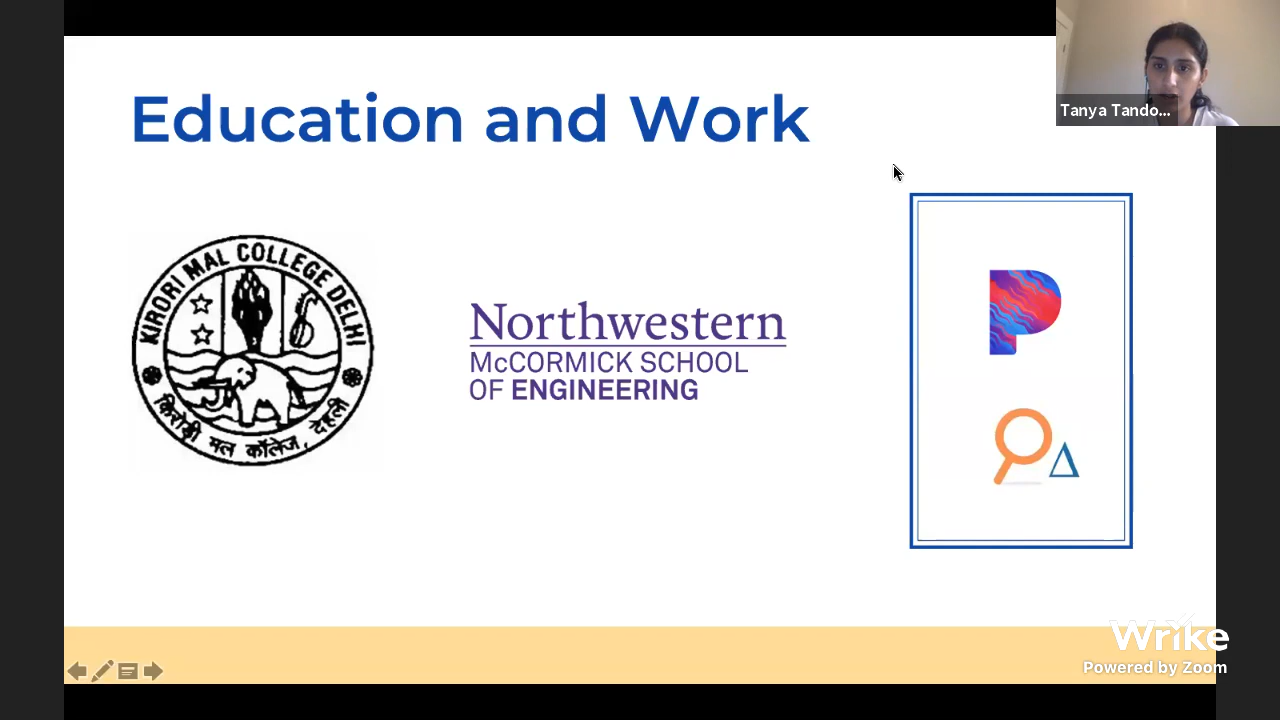 Education and Work
Tanya Tando...
KIRORI MAL COLLEGE DELHI
किरोड़ी मल कॉलेज, देहली
Northwestern
McCORMICK SCHOOL
OF ENGINEERING
P
Δ
Wrike
Powered by Zoom